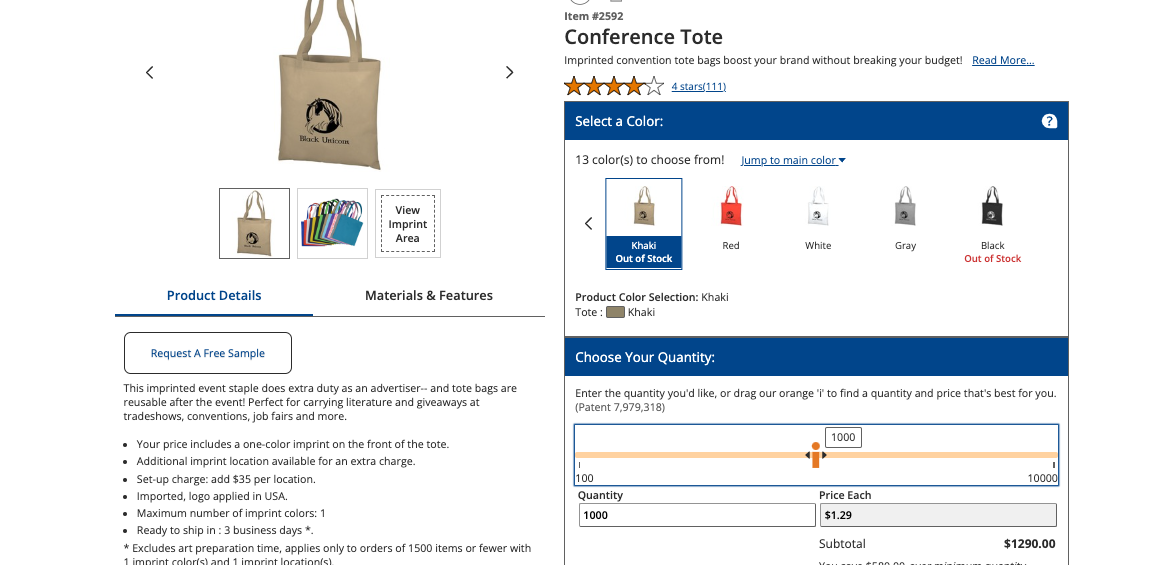 Black Unicorn
View
Imprint
Area
Product Details
Materials & Features
Request A Free Sample
This imprinted event staple does extra duty as an advertiser-- and tote bags are
reusable after the event! Perfect for carrying literature and giveaways at
tradeshows, conventions, job fairs and more.
Your price includes a one-color imprint on the front of the tote.
Additional imprint location available for an extra charge.
Set-up charge: add $35 per location.
Imported, logo applied in USA.
Maximum number of imprint colors: 1
Ready to ship in : 3 business days *.
* Excludes art preparation time, applies only to orders of 1500 items or fewer with
1 imprint color(s) and 1 imprint location(s).
Item #2592
Conference Tote
Imprinted convention tote bags boost your brand without breaking your budget! Read More...
4 stars(111)
Select a Color:
?
13 color(s) to choose from! Jump to main color
Khaki
Out of Stock
Red
White
Gray
Black
Out of Stock
Product Color Selection: Khaki
Tote : Khaki
Choose Your Quantity:
Enter the quantity you'd like, or drag our orange 'i' to find a quantity and price that's best for you.
(Patent 7,979,318)
1000
100 10000
Quantity Price Each
1000 $1.29
Subtotal $1290.00
You save $580.00 over minimum quantity